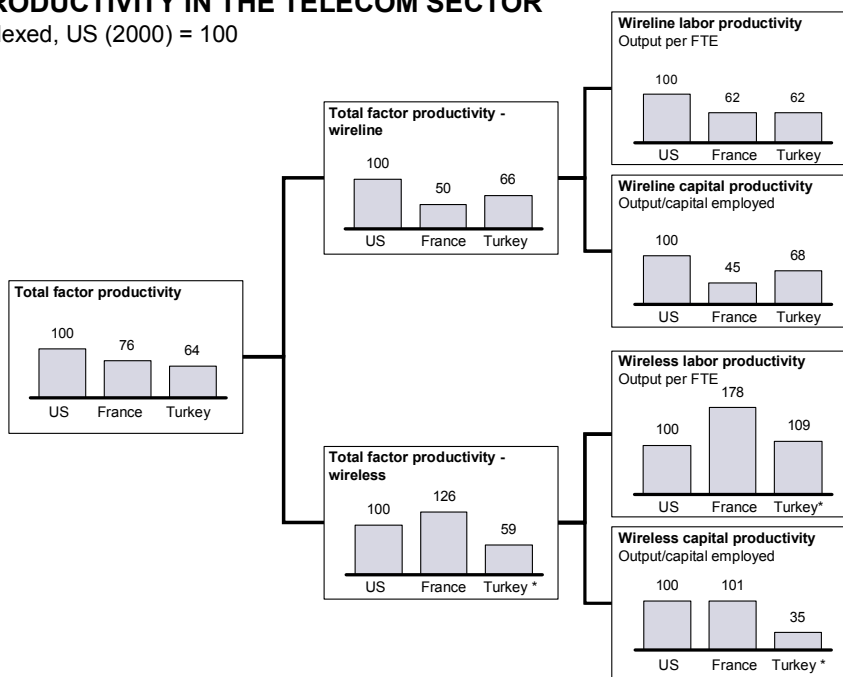 RODUCTIVITY IN THE TELECOM SECTOR
lexed, US (2000) = 100
Total factor productivity
100
76
64
US France Turkey
Total factor productivity -
wireline
100
50
66
US France Turkey
Total factor productivity -
wireless
100
126
59
US France Turkey *
Wireline labor productivity
Output per FTE
100
62
62
US France Turkey
Wireline capital productivity
Output/capital employed
100
45
68
US France Turkey
Wireless labor productivity
Output per FTE
100
178
109
US France Turkey*
Wireless capital productivity
Output/capital employed
100
101
35
US France Turkey *